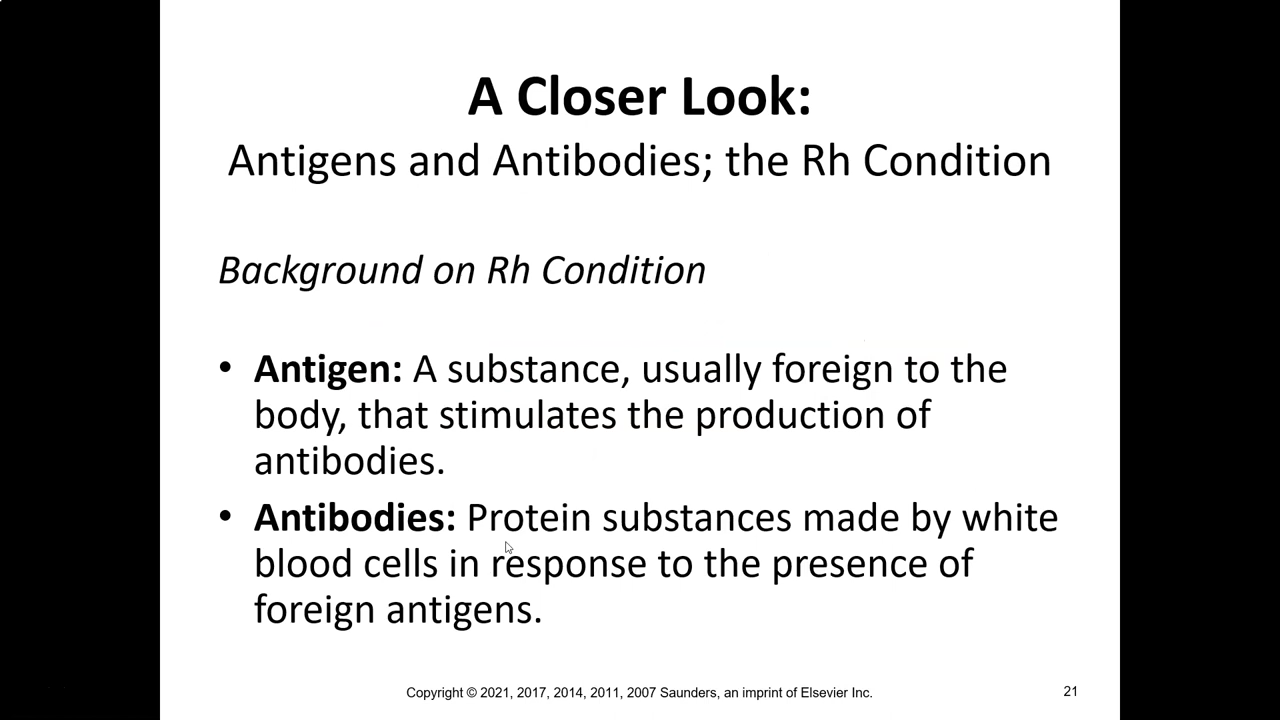 A Closer Look:
Antigens and Antibodies; the Rh Condition
Background on Rh Condition
• Antigen: A substance, usually foreign to the
body, that stimulates the production of
antibodies.
• Antibodies: Protein substances made by white
blood cells in response to the presence of
foreign antigens.
Copyright © 2021, 2017, 2014, 2011, 2007 Saunders, an imprint of Elsevier Inc.
21